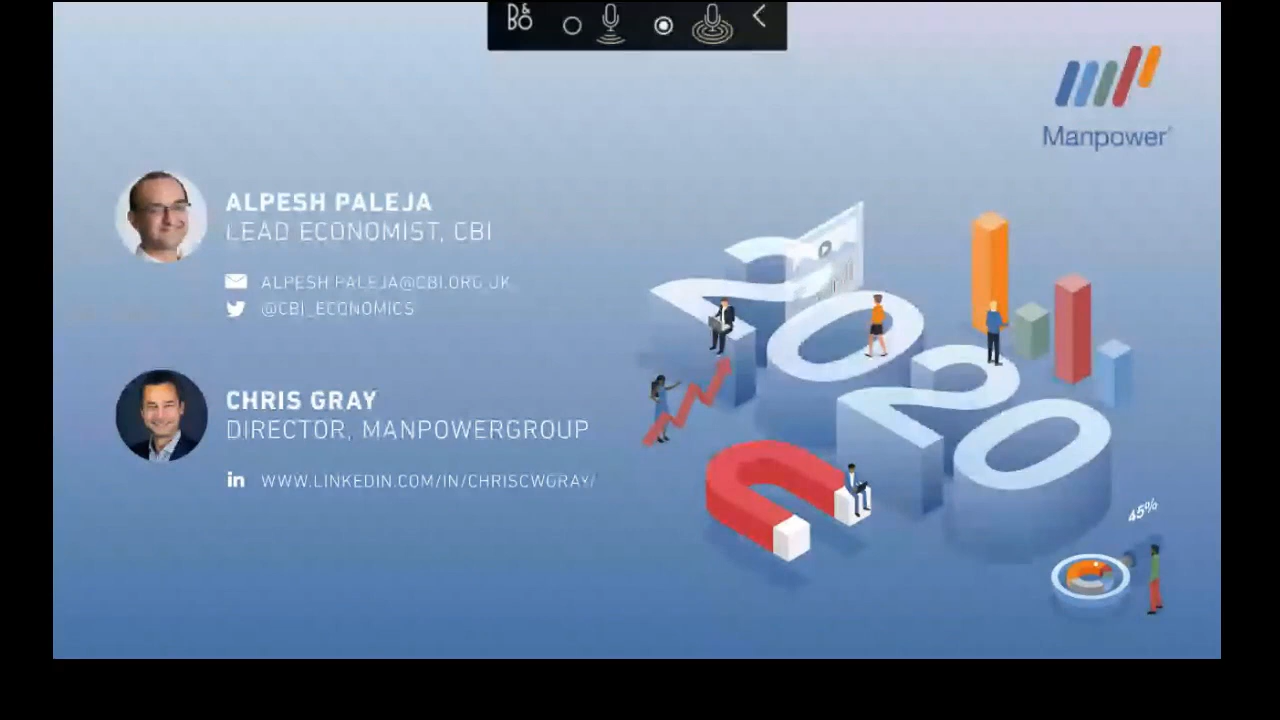 B&O
Manpower
ALPESH PALEJA
LEAD ECONOMIST, CBI
ALPESH.PALEJA@CBI.ORG.UK
@CBI_ECONOMICS
CHRIS GRAY
DIRECTOR, MANPOWERGROUP
WWW.LINKEDIN.COM/IN/CHRISCWGRAY/
2020
45%